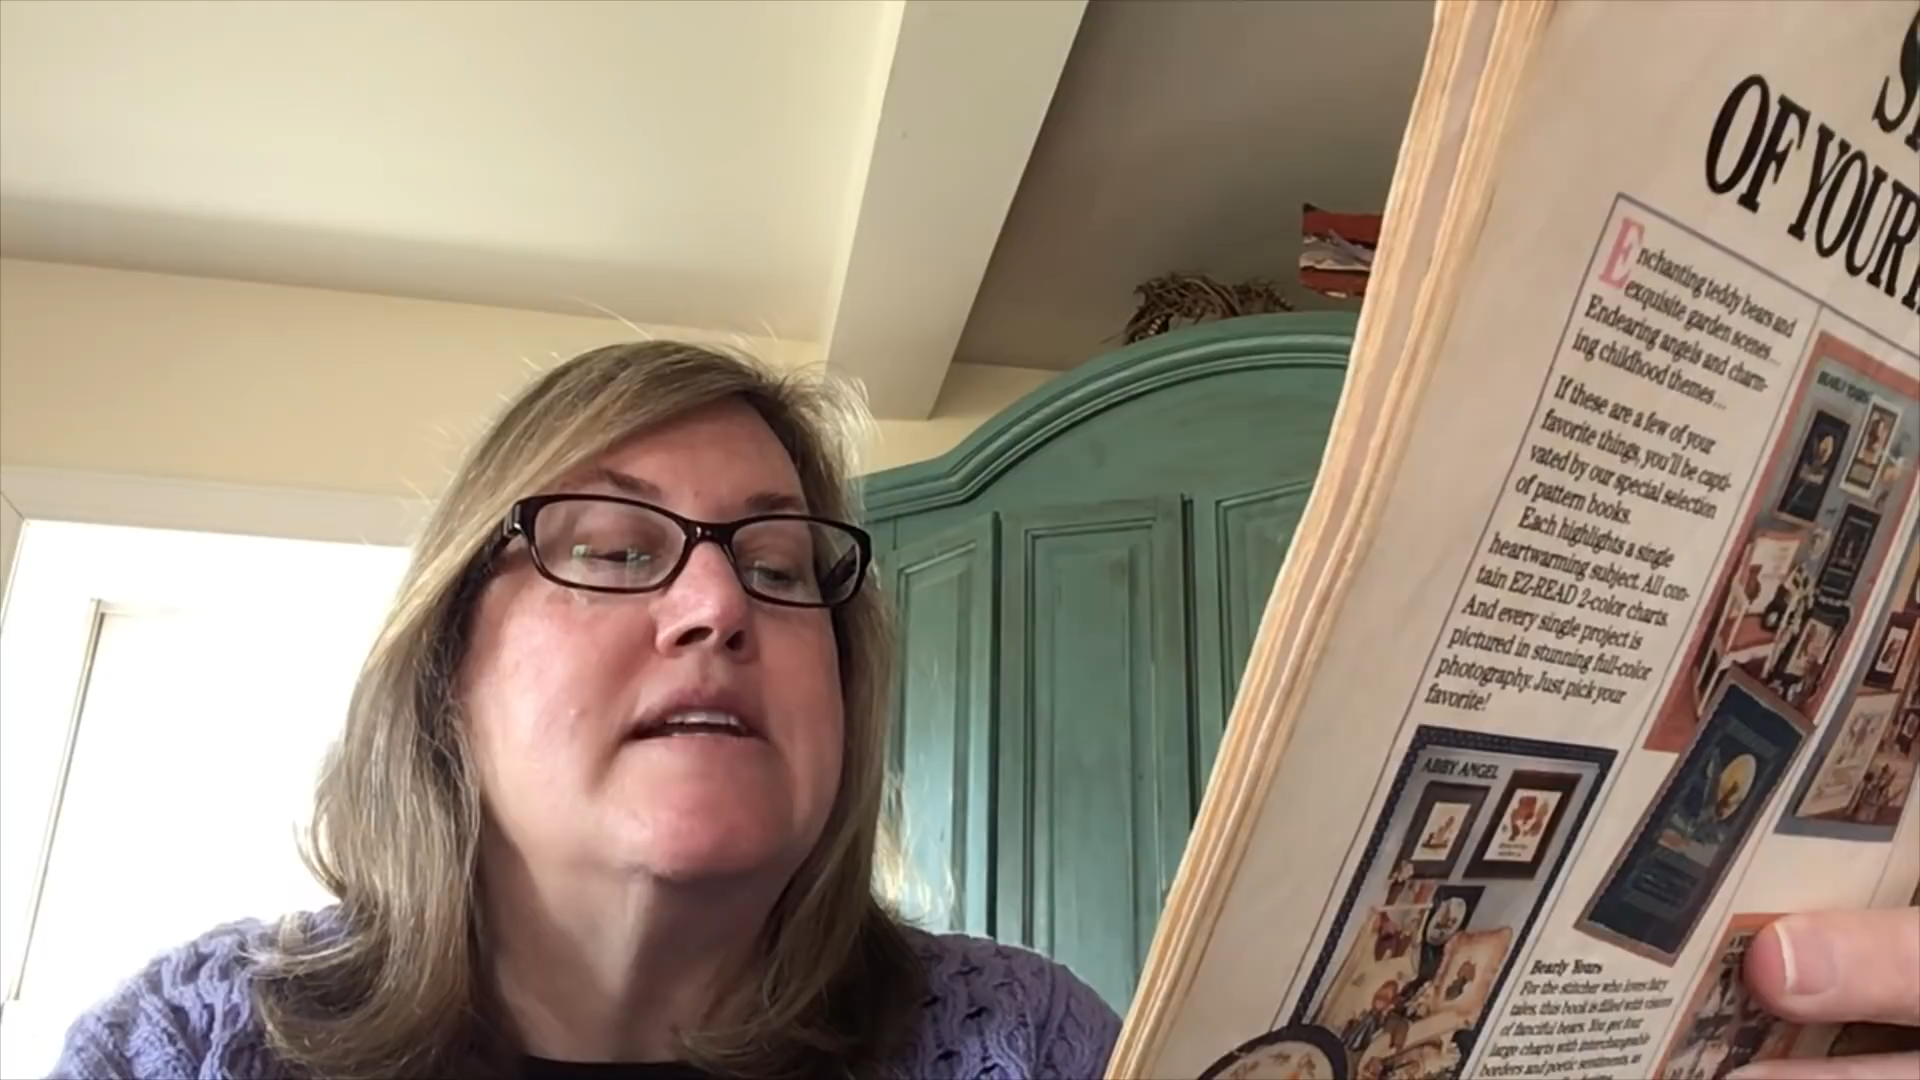 OF YOUR
Enchanting teddy bears and
exquisite garden scenes...
Endearing angels and charm-
ing childhood themes...
If these are a few of your
favorite things, you'll be capti-
vated by our special selection
of pattern books.
Each highlights a single
heartwarming subject. All con-
tain EZ-READ 2-color charts.
And every single project is
pictured in stunning full-color
photography. Just pick your
favorite!
BEARLY YOURS
ABBY ANGEL
Bearly Yours
For the stitcher who loves fairy
tales, this book is filled with visions
of fanciful bears. You get four
large charts with interchangeable
borders and poetic sentiments, as